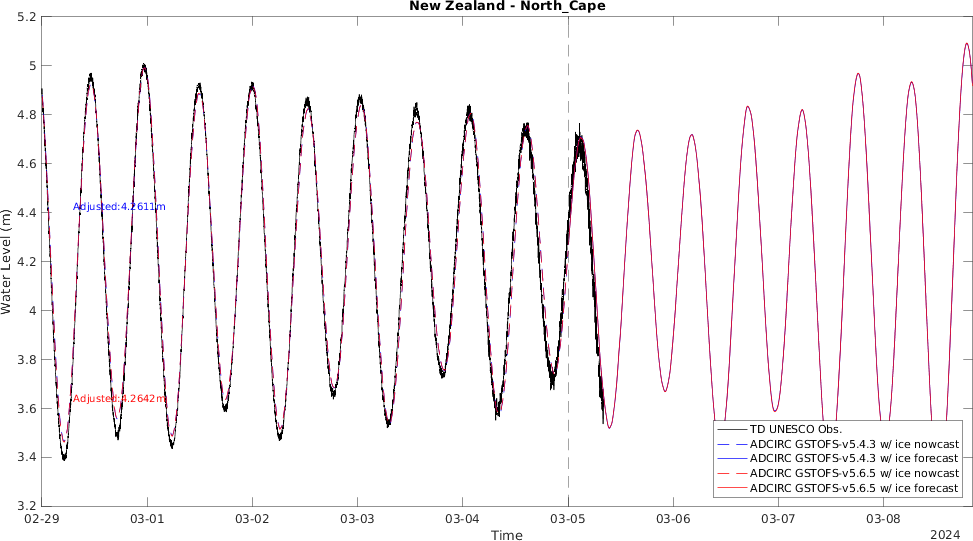 New Zealand - North_Cape
5.2
5
4.8
4.6
4.4
4.2
4
3.8
3.6
3.4
3.2
Water Level (m)
Adjusted:4.2611m
Adjusted:4.2642m
TD UNESCO Obs.
ADCIRC GSTOFS-v5.4.3 w/ ice nowcast
ADCIRC GSTOFS-v5.4.3 w/ ice forecast
ADCIRC GSTOFS-v5.6.5 w/ ice nowcast
ADCIRC GSTOFS-v5.6.5 w/ ice forecast
02-29 03-01 03-02 03-03 03-04 03-05 03-06 03-07 03-08
Time
2024